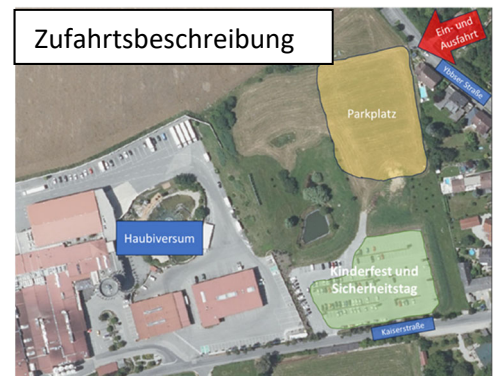 Zufahrtsbeschreibung
Ein- und
Ausfahrt
Ybbser Straße
Parkplatz
Haubiversum
Kinderfest und
Sicherheitstag
Kaiserstraße